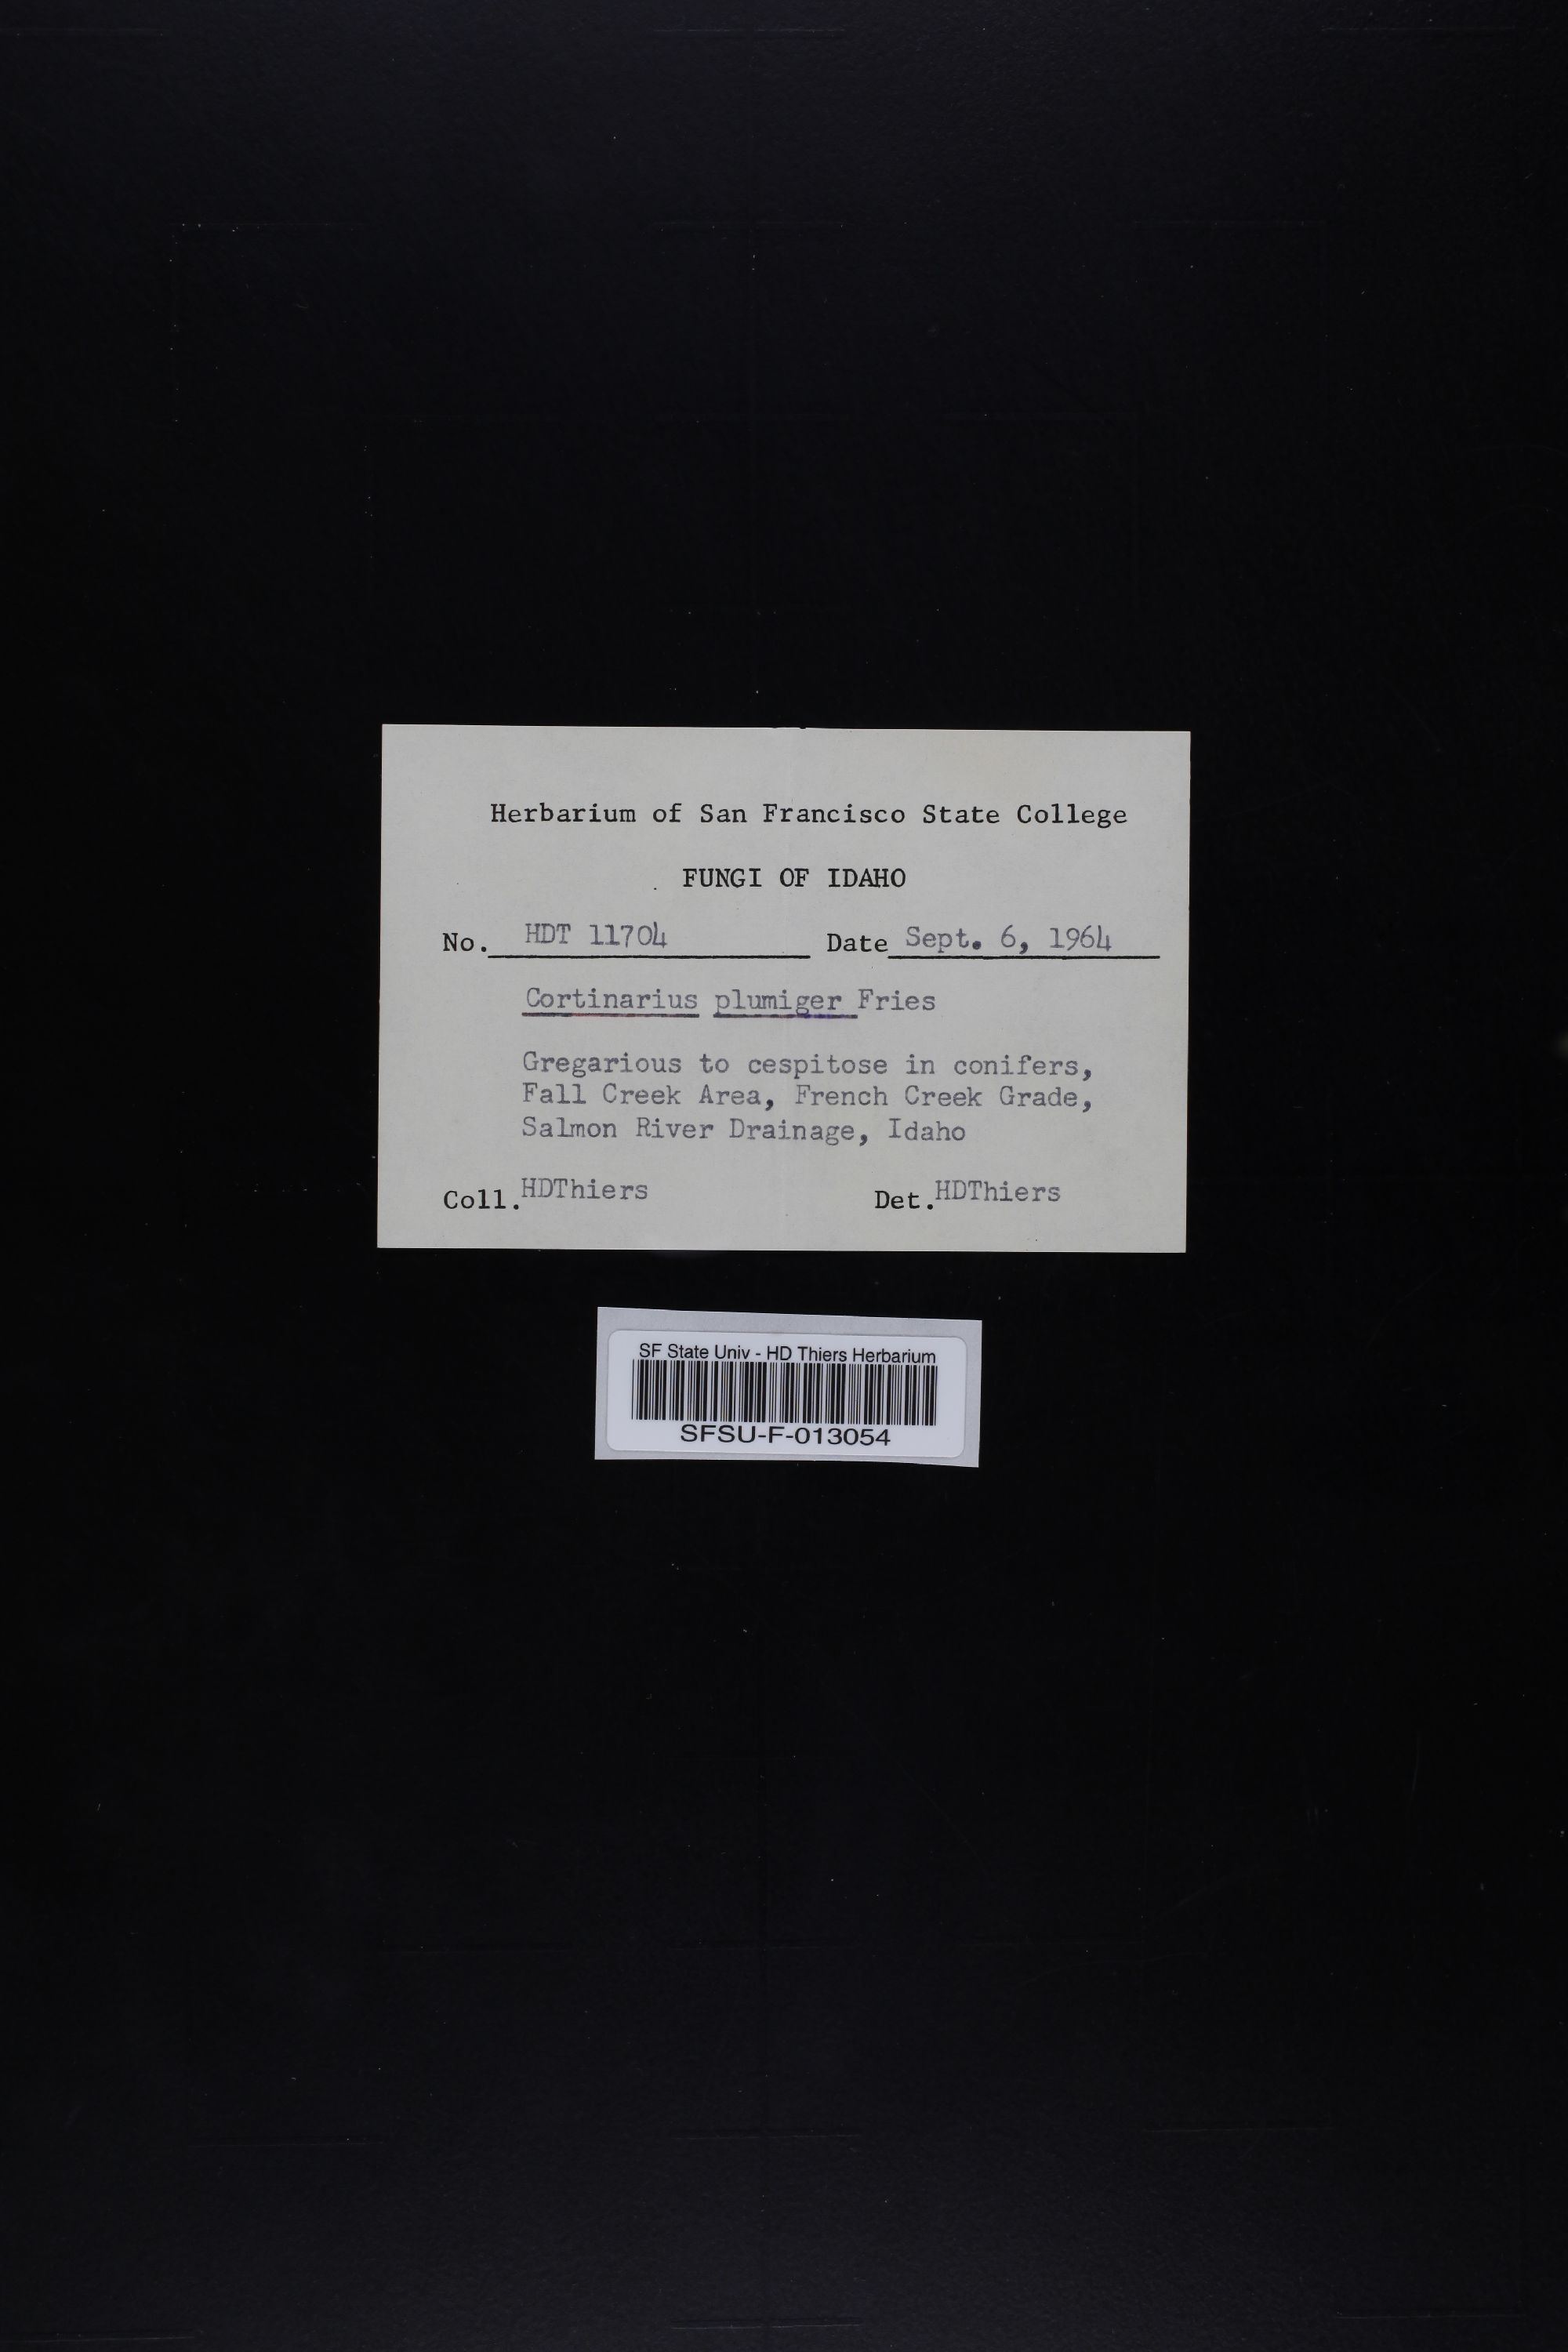 Herbarium of San Francisco State College
FUNGI OF IDAHO
No. HDT 11704 Date Sept. 6, 1964
Cortinarius plumiger Fries
Gregarious to cespitose in conifers,
Fall Creek Area, French Creek Grade,
Salmon River Drainage, Idaho
Coll. HDThiers Det. HDThiers
SF State Univ - HD Thiers Herbarium
SFSU-F-013054